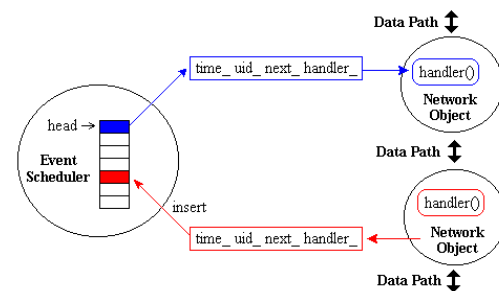 Data Path
time_ uid_ next_ handler_
handler()
Network
Object
head
Event
Scheduler
Data Path
insert
handler()
time_ uid_ next_ handler_
Network
Object
Data Path